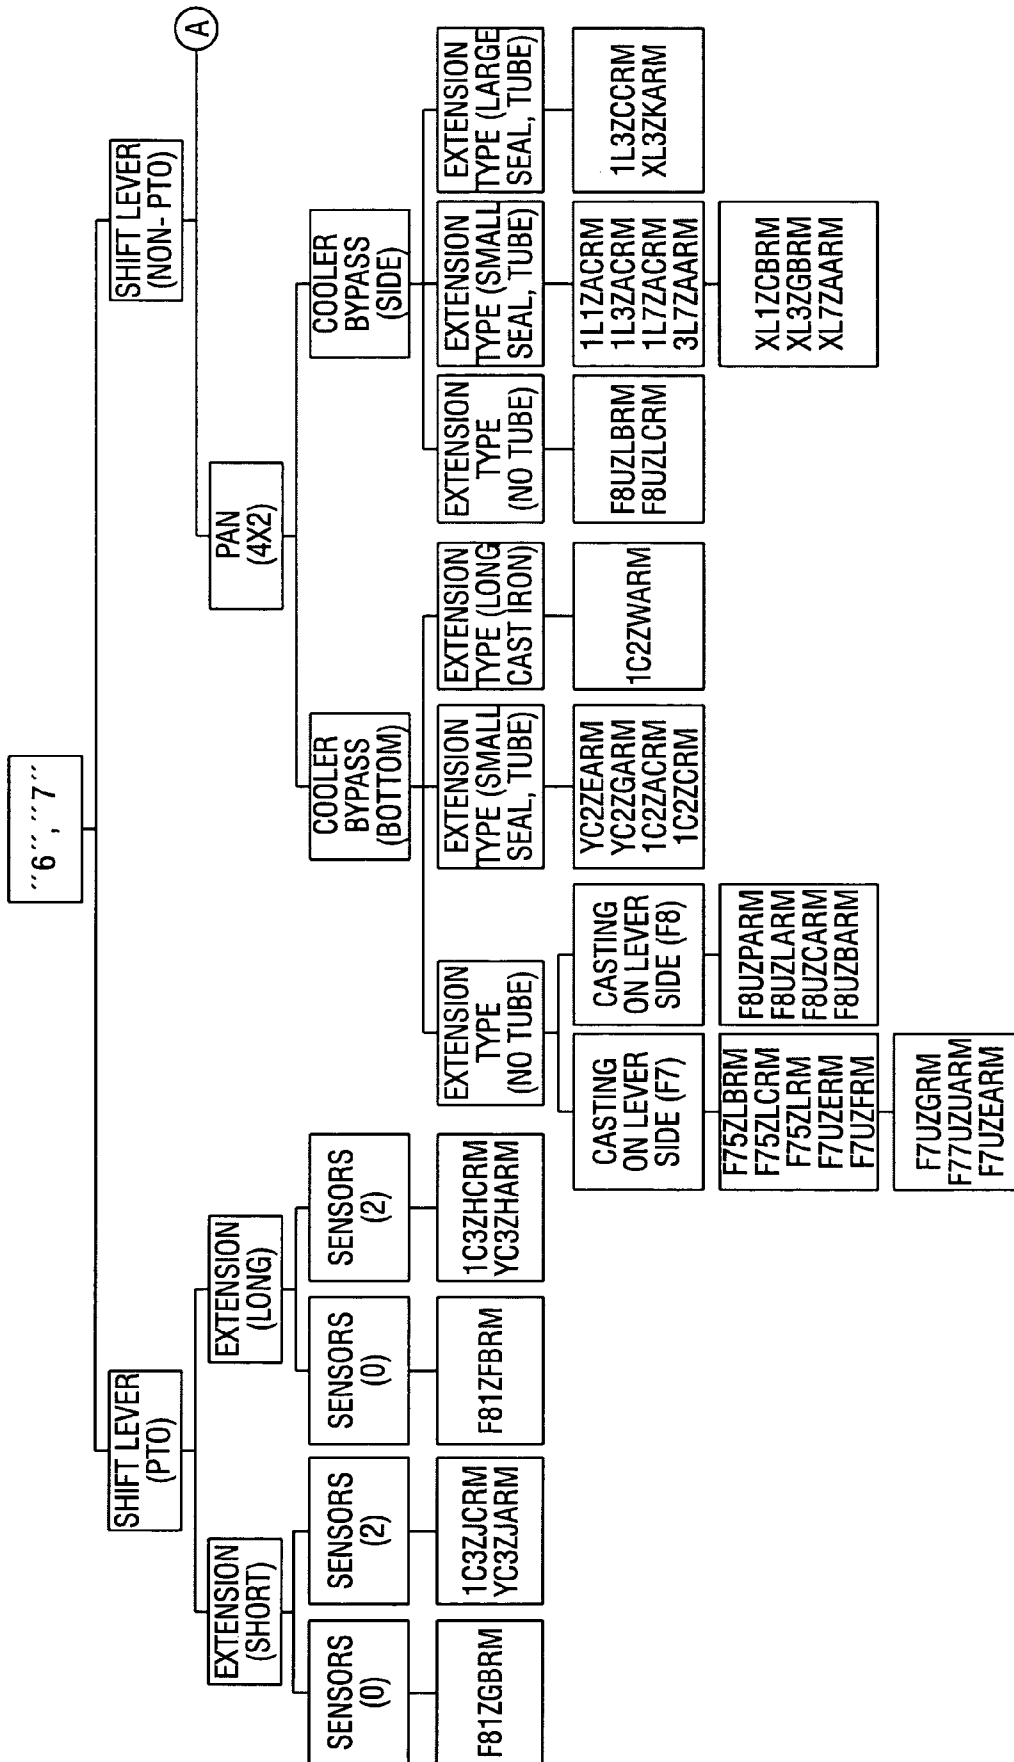 "6", "7"
SHIFT LEVER
(PTO)
SHIFT LEVER
(NON- PTO)
A
EXTENSION
(SHORT)
EXTENSION
(LONG)
PAN
(4X2)
SENSORS
(0)
SENSORS
(2)
SENSORS
(0)
SENSORS
(2)
COOLER
BYPASS
(BOTTOM)
COOLER
BYPASS
(SIDE)
F81ZGBRM
1C3ZJCRM
YC3ZJARM
F81ZFBRM
1C3ZHCRM
YC3ZHARM
EXTENSION
TYPE
(NO TUBE)
EXTENSION
TYPE (SMALL
SEAL, TUBE)
EXTENSION
TYPE (LONG
CAST IRON)
EXTENSION
TYPE
(NO TUBE)
EXTENSION
TYPE (SMALL
SEAL, TUBE)
EXTENSION
TYPE (LARGE
SEAL, TUBE)
CASTING
ON LEVER
SIDE (F7)
CASTING
ON LEVER
SIDE (F8)
YC2ZEARM
YC2ZGARM
1C2ZACRM
1C2ZCRM
1C2ZWARM
F8UZLBRM
F8UZLCRM
1L1ZACRM
1L3ZACRM
1L7ZACRM
3L7ZAARM
1L3ZCCRM
XL3ZKARM
F75ZLBRM
F75ZLCRM
F75ZLRM
F7UZERM
F7UZFRM
F8UZPARM
F8UZLARM
F8UZCARM
F8UZBARM
XL1ZCBRM
XL3ZGBRM
XL7ZAARM
F7UZGRM
F77UZUARM
F7UZEARM